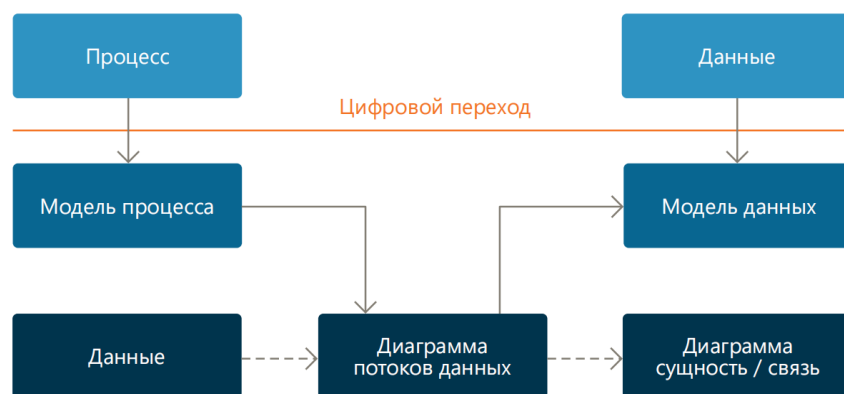 Процесс
Данные
Цифровой переход
Модель процесса
Модель данных
Данные
Диаграмма
потоков данных
Диаграмма
сущность / связь